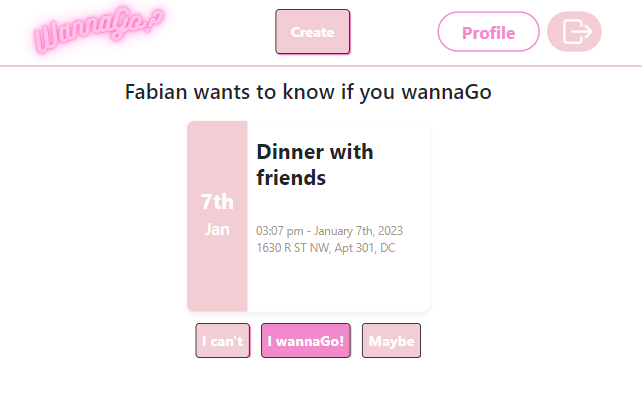 WannaGo?
Create
Profile
Fabian wants to know if you wannaGo
7th
Jan
Dinner with
friends
03:07 pm - January 7th, 2023
1630 R ST NW, Apt 301, DC
I can't
I wannaGo!
Maybe